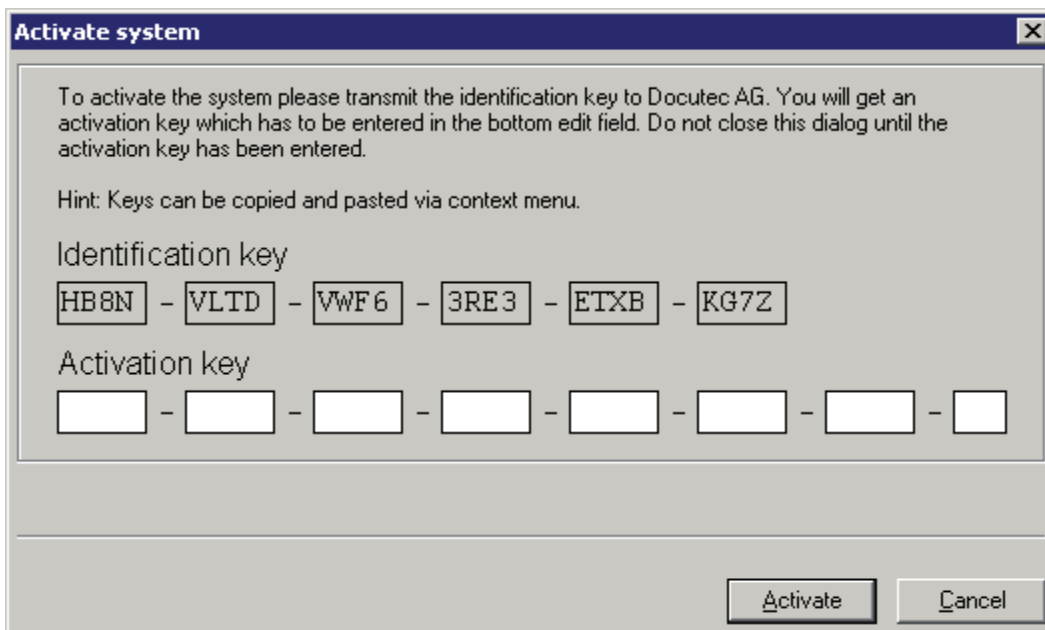 Activate system
To activate the system please transmit the identification key to Docutec AG. You will get an
activation key which has to be entered in the bottom edit field. Do not close this dialog until the
activation key has been entered.
Hint: Keys can be copied and pasted via context menu.
Identification key
HB8N - VLTD - VWF6 - 3RE3 - ETXB - KG7Z
Activation key
- - - - - - -
Activate Cancel